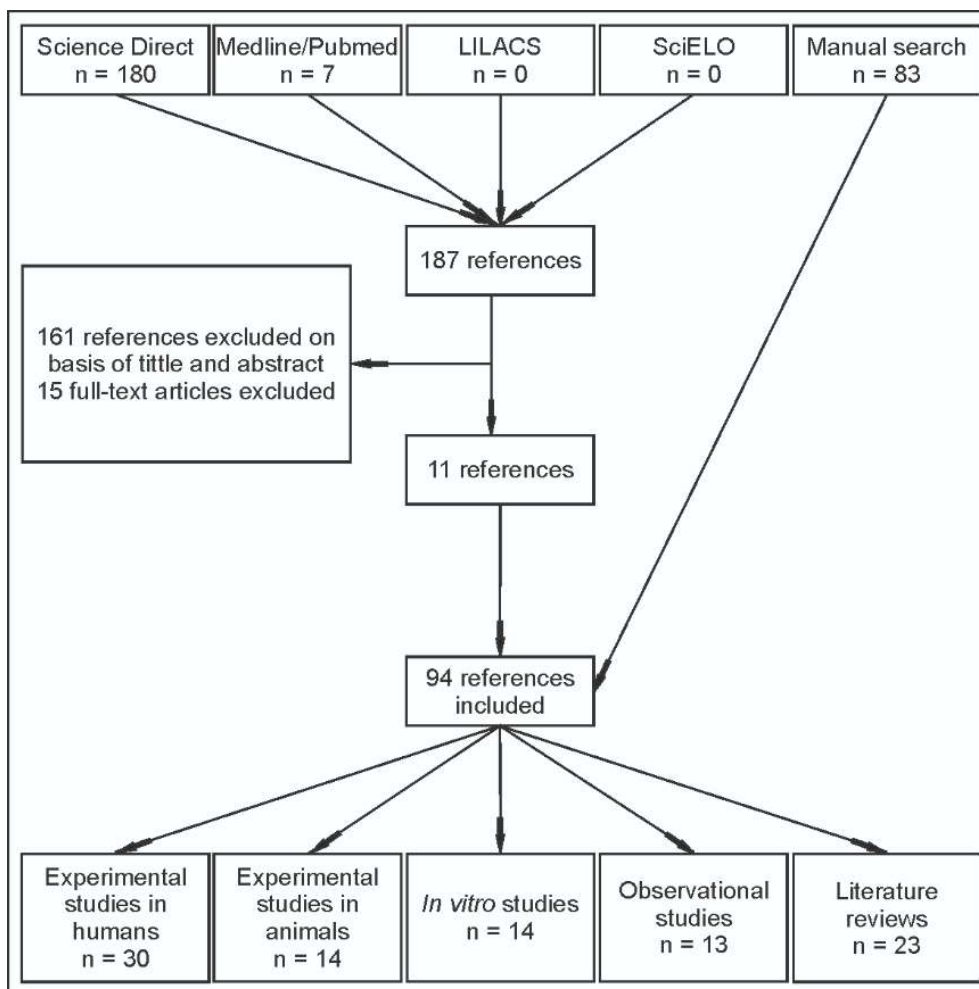 Science Direct
n = 180
Medline/Pubmed
n = 7
LILACS
n = 0
SciELO
n = 0
Manual search
n = 83
187 references
161 references excluded on
basis of tittle and abstract
15 full-text articles excluded
11 references
94 references
included
Experimental
studies in
humans
n = 30
Experimental
studies in
animals
n = 14
In vitro studies
n = 14
Observational
studies
n = 13
Literature
reviews
n = 23